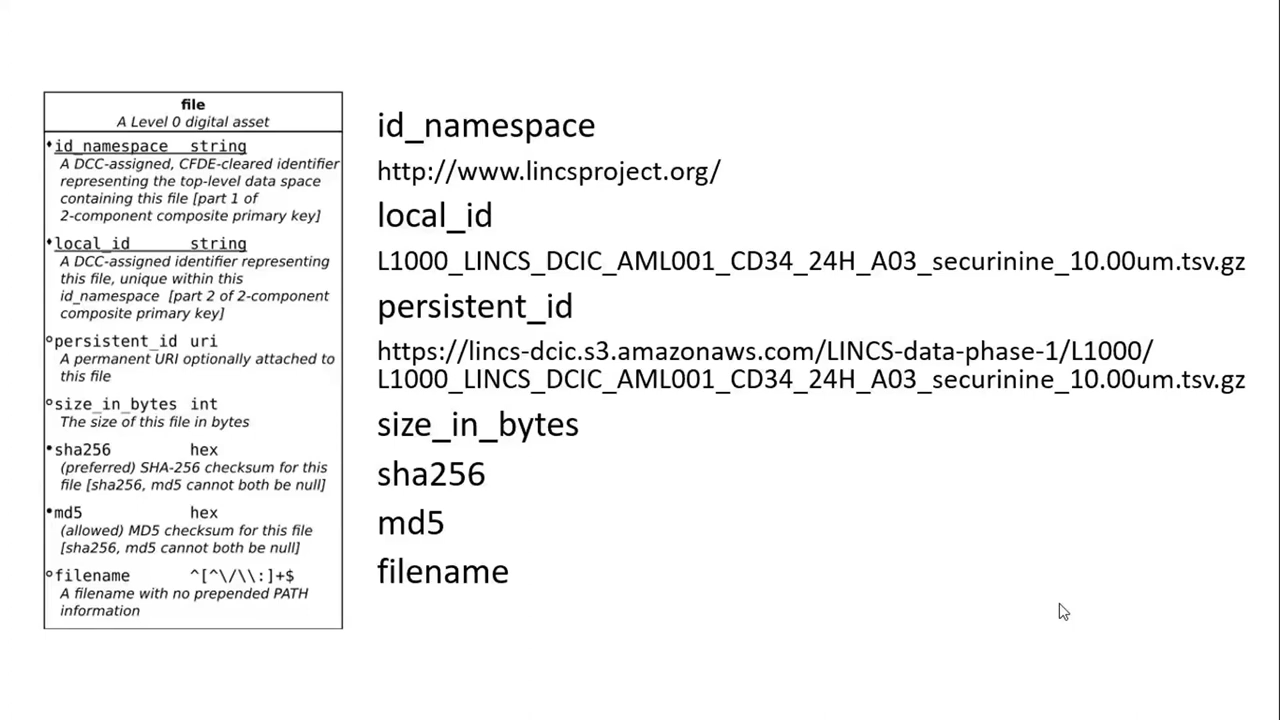 file
A Level 0 digital asset
id_namespace string
A DCC-assigned, CFDE-cleared identifier
representing the top-level data space
containing this file [part 1 of
2-component composite primary key]
local_id string
A DCC-assigned identifier representing
this file, unique within this
id_namespace [part 2 of 2-component
composite primary key]
persistent_id uri
A permanent URI optionally attached to
this file
size_in_bytes int
The size of this file in bytes
sha256 hex
(preferred) SHA-256 checksum for this
file [sha256, md5 cannot both be null]
md5 hex
(allowed) MD5 checksum for this file
[sha256, md5 cannot both be null]
filename ^[^\/\\:]+$
A filename with no prepended PATH
information
id_namespace
http://www.lincsproject.org/
local_id
L1000_LINCS_DCIC_AML001_CD34_24H_A03_securinine_10.00um.tsv.gz
persistent_id
https://lincs-dcic.s3.amazonaws.com/LINCS-data-phase-1/L1000/
L1000_LINCS_DCIC_AML001_CD34_24H_A03_securinine_10.00um.tsv.gz
size_in_bytes
sha256
md5
filename